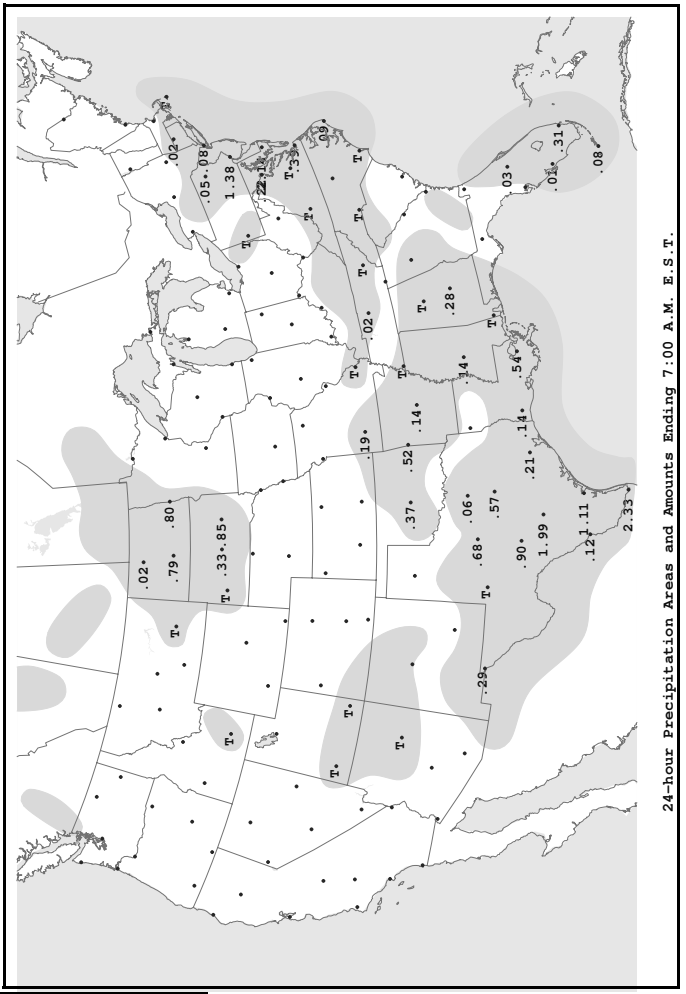 .02
T
.80
.79
.02
T
.08
.05
.33 .85
T
T
1.38
T
T
T
.09
T
T
T
T
T
T
.19
.02
T
T
.52
.37
.14
T
.28
.14
.06
.68
.29
T
T
.57
.03
.54
.90
.14
.21
1.99
.01
.31
1.11
.12
.08
2.33
24-hour Precipitation Areas and Amounts Ending 7:00 A.M. E.S.T.